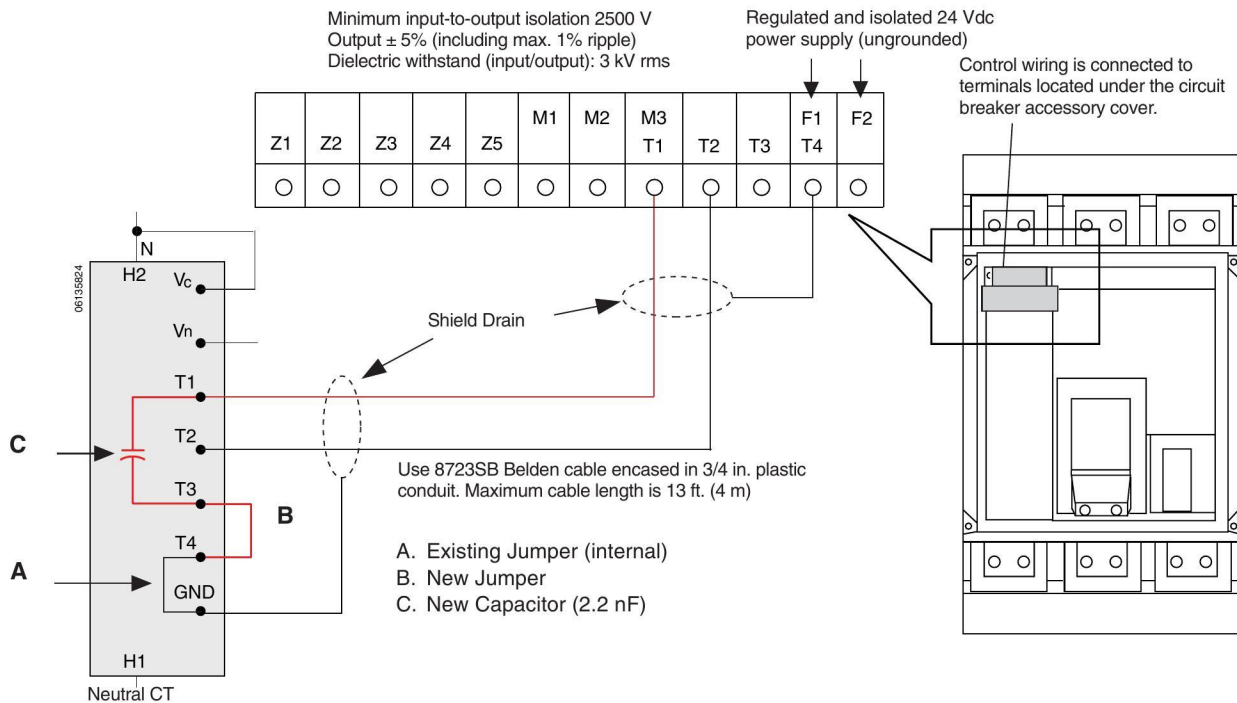 Minimum input-to-output isolation 2500 V
Output ± 5% (including max. 1% ripple)
Dielectric withstand (input/output): 3 kV rms
Regulated and isolated 24 Vdc
power supply (ungrounded)
Control wiring is connected to
terminals located under the circuit
breaker accessory cover.
M1 M2 M3 F1 F2
Z1 Z2 Z3 Z4 Z5 T1 T2 T3 T4
N
H2
06135824
Vc
Vn
Shield Drain
T1
C
T2
Use 8723SB Belden cable encased in 3/4 in. plastic
conduit. Maximum cable length is 13 ft. (4 m)
T3
B
T4
A
GND
A. Existing Jumper (internal)
B. New Jumper
C. New Capacitor (2.2 nF)
H1
Neutral CT